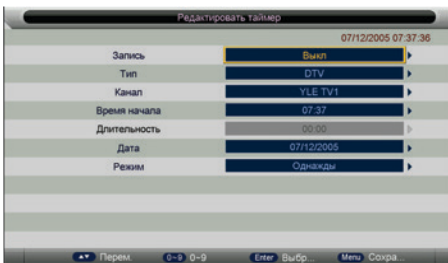 Редактировать таймер
07/12/2005 07:37:36
Запись Выкл
Тип DTV
Канал YLE TV1
Время начала 07:37
Длительность 00:00
Дата 07/12/2005
Режим Однажды
▲▼ Перем. 0~9 0~9 Enter Выбр... Menu Сохра...